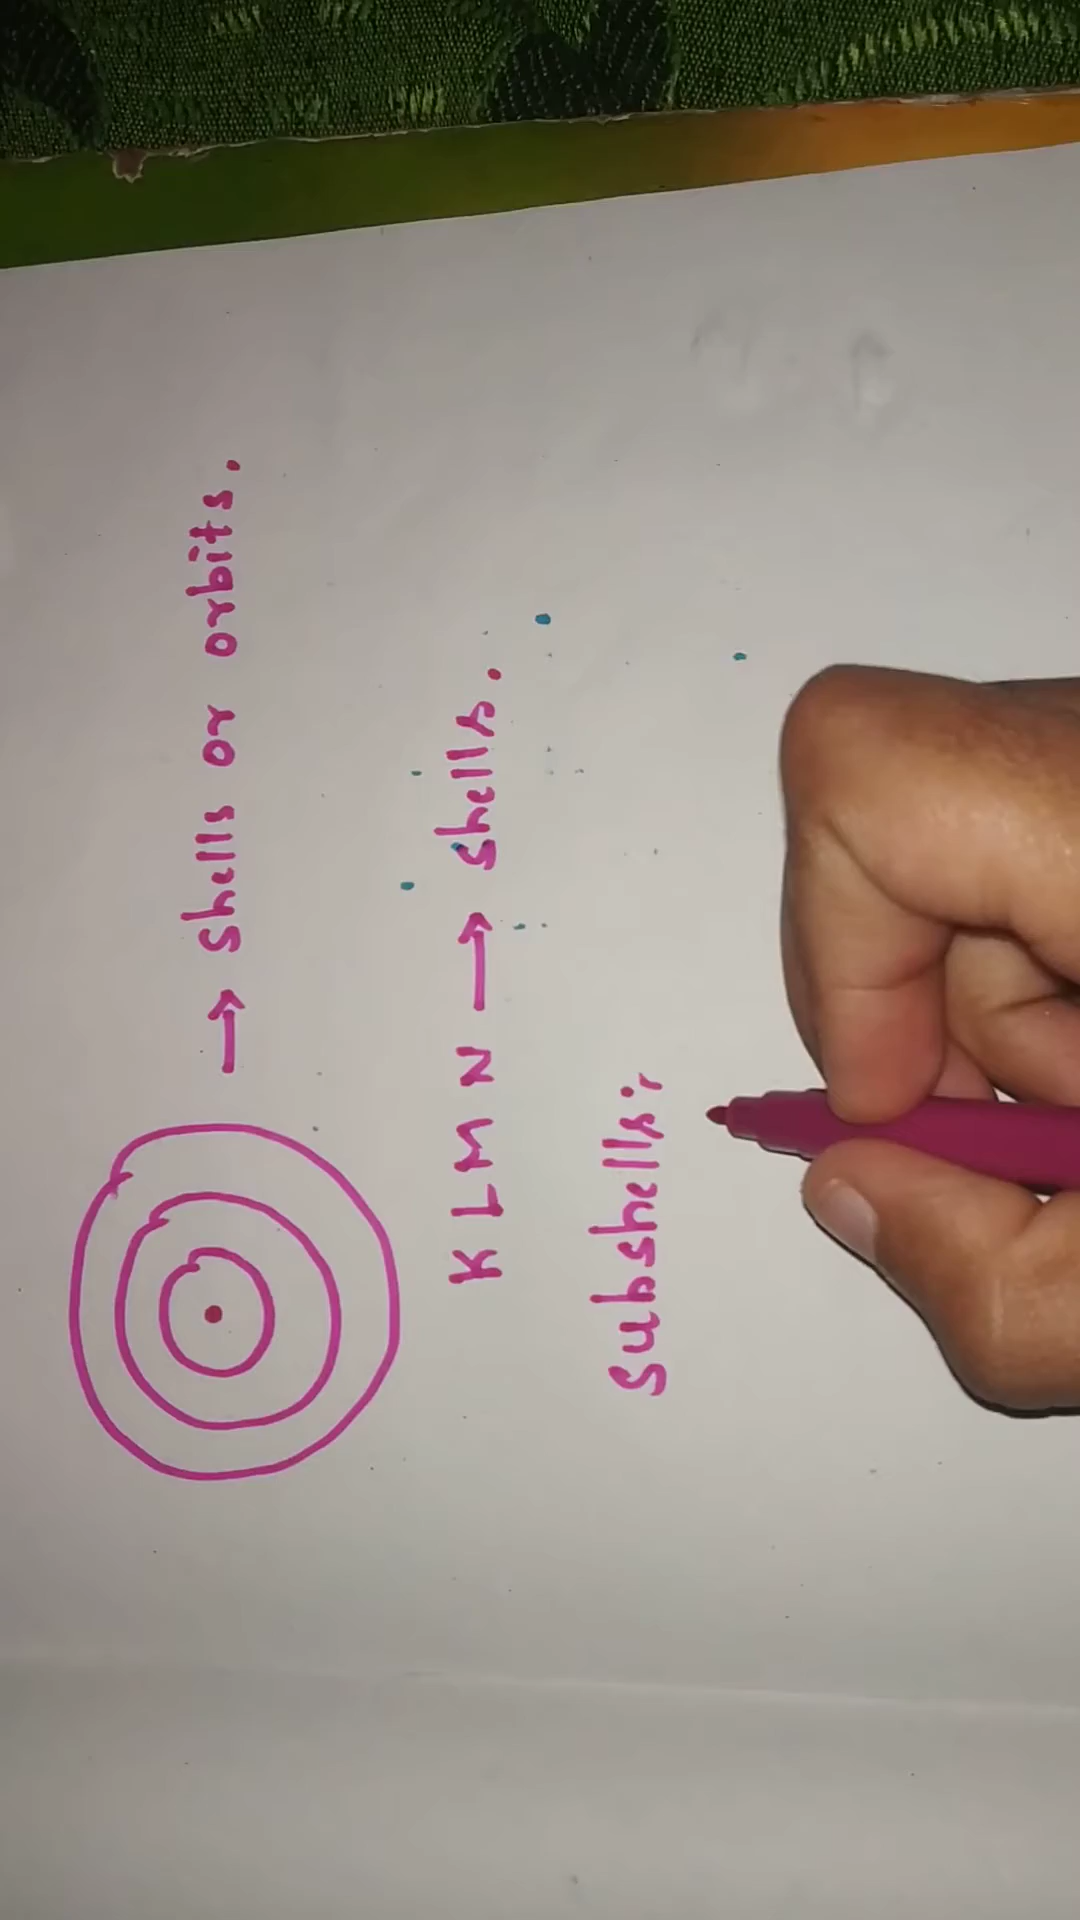 → shells or orbits.
K L M N → shells.
subshells: